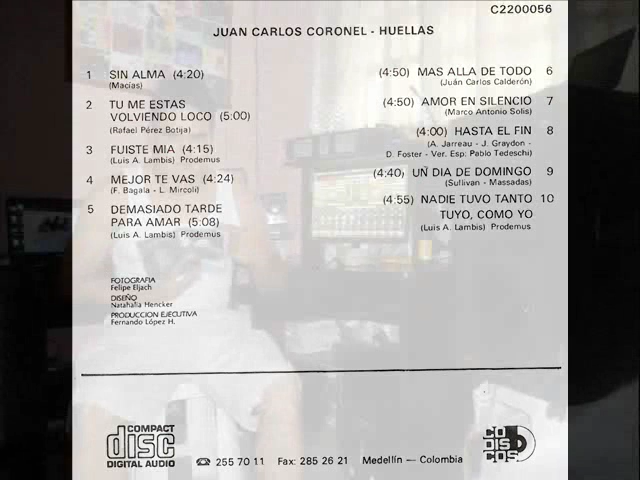 C2200056
JUAN CARLOS CORONEL - HUELLAS
1 SIN ALMA (4:20)
(Macías)
2 TU ME ESTAS
VOLVIENDO LOCO (5:00)
(Rafael Pérez Botija)
3 FUISTE MIA (4:15)
(Luis A. Lambis) Prodemus
4 MEJOR TE VAS (4:24)
(F. Bagala - L. Mircoli)
5 DEMASIADO TARDE
PARA AMAR (5:08)
(Luis A. Lambis) Prodemus
(4:50) MAS ALLA DE TODO 6
(Juán Carlos Calderón)
(4:50) AMOR EN SILENCIO 7
(Marco Antonio Solis)
(4:00) HASTA EL FIN 8
(A. Jarreau - J. Graydon -
D. Foster - Ver. Esp: Pablo Tedeschi)
(4:40) UN DIA DE DOMINGO 9
(Sullivan - Massadas)
(4:55) NADIE TUVO TANTO 10
TUYO, COMO YO
(Luis A. Lambis) Prodemus
FOTOGRAFIA
Felipe Eljach
DISEÑO
Natahalia Hencker
PRODUCCION EJECUTIVA
Fernando López H.
COMPACT
disc
DIGITAL AUDIO
255 70 11 Fax: 285 26 21 Medellín - Colombia
CO
DIS
COS